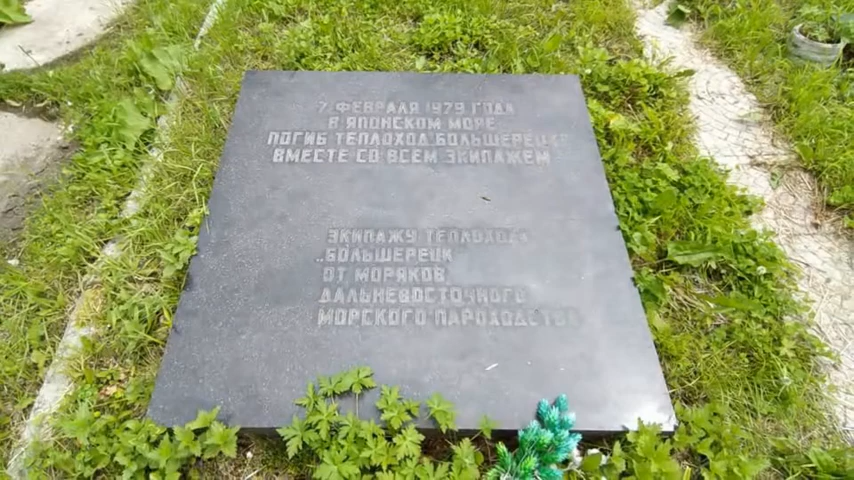 7 ФЕВРАЛЯ 1979 ГОДА
В ЯПОНСКОМ МОРЕ
ПОГИБ ТЕПЛОХОД БОЛЬШЕРЕЦК
ВМЕСТЕ СО ВСЕМ ЭКИПАЖЕМ
ЭКИПАЖУ ТЕПЛОХОДА
„БОЛЬШЕРЕЦК
ОТ МОРЯКОВ
ДАЛЬНЕВОСТОЧНОГО
МОРСКОГО ПАРОХОДСТВА